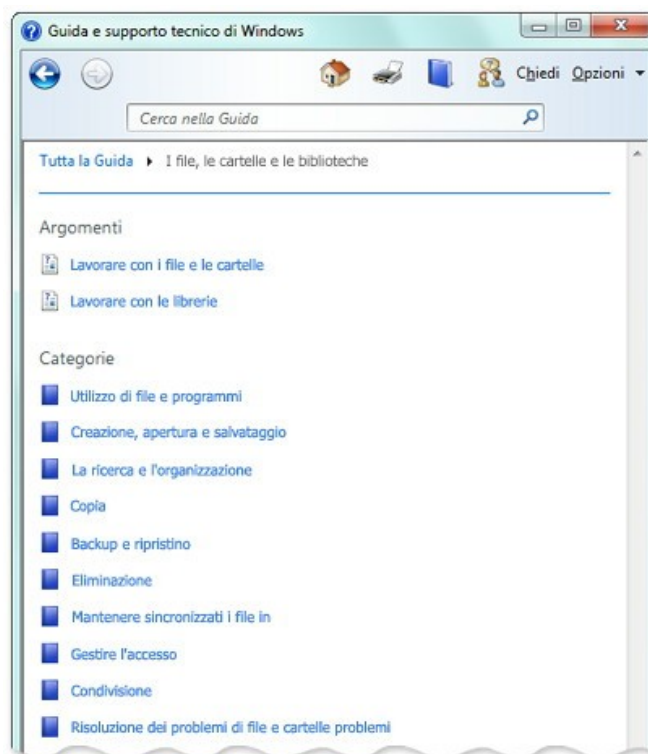 Guida e supporto tecnico di Windows
Chiedi Opzioni
Cerca nella Guida
Tutta la Guida I file, le cartelle e le biblioteche
Argomenti
Lavorare con i file e le cartelle
Lavorare con le librerie
Categorie
Utilizzo di file e programmi
Creazione, apertura e salvataggio
La ricerca e l'organizzazione
Copia
Backup e ripristino
Eliminazione
Mantenere sincronizzati i file in
Gestire l'accesso
Condivisione
Risoluzione dei problemi di file e cartelle problemi